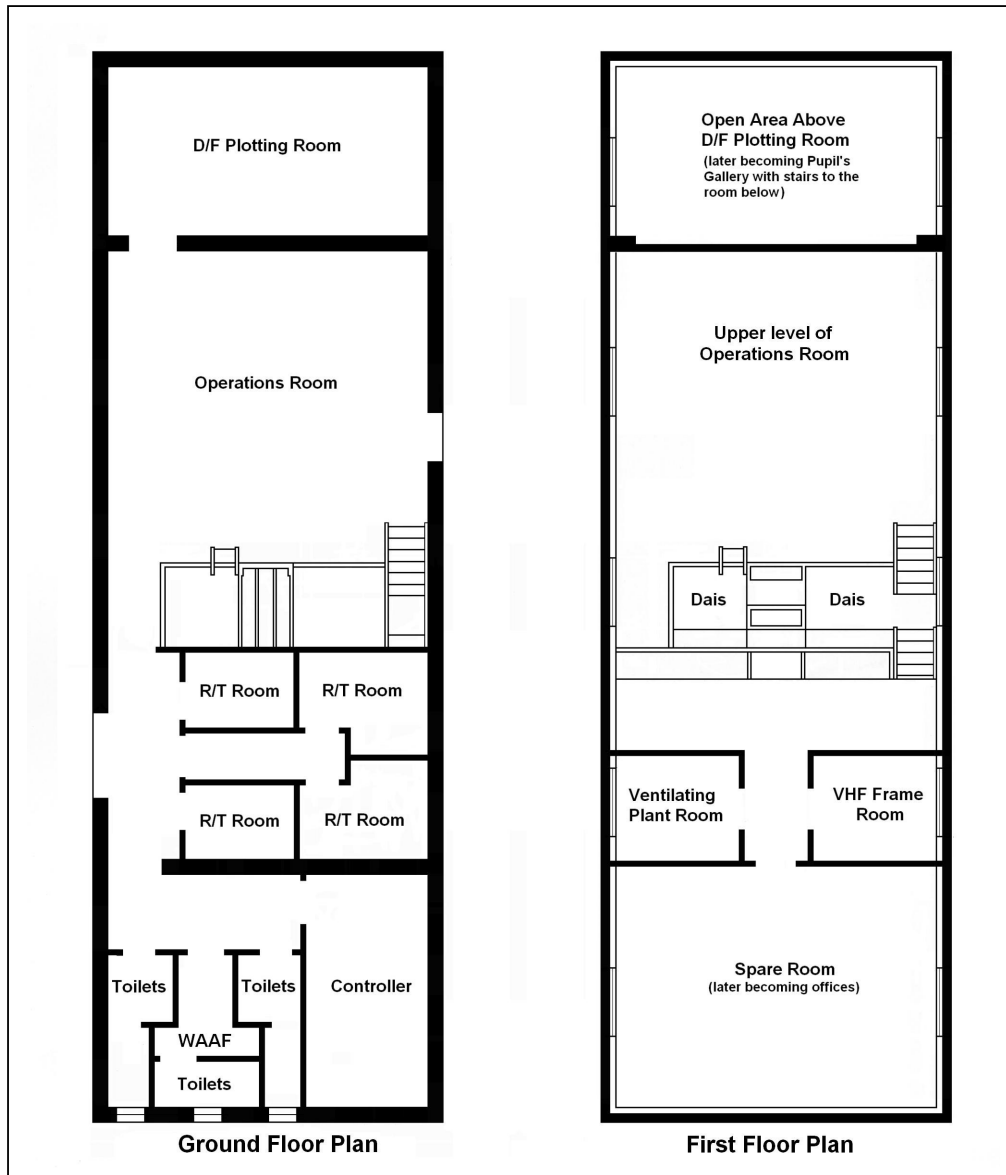 D/F Plotting Room
Operations Room
R/T Room
R/T Room
R/T Room
R/T Room
Toilets
Toilets
Controller
WAAF
Toilets
Ground Floor Plan
Open Area Above
D/F Plotting Room
(later becoming Pupil's
Gallery with stairs to the
room below)
Upper level of
Operations Room
Dais
Dais
Ventilating
Plant Room
VHF Frame
Room
Spare Room
(later becoming offices)
First Floor Plan